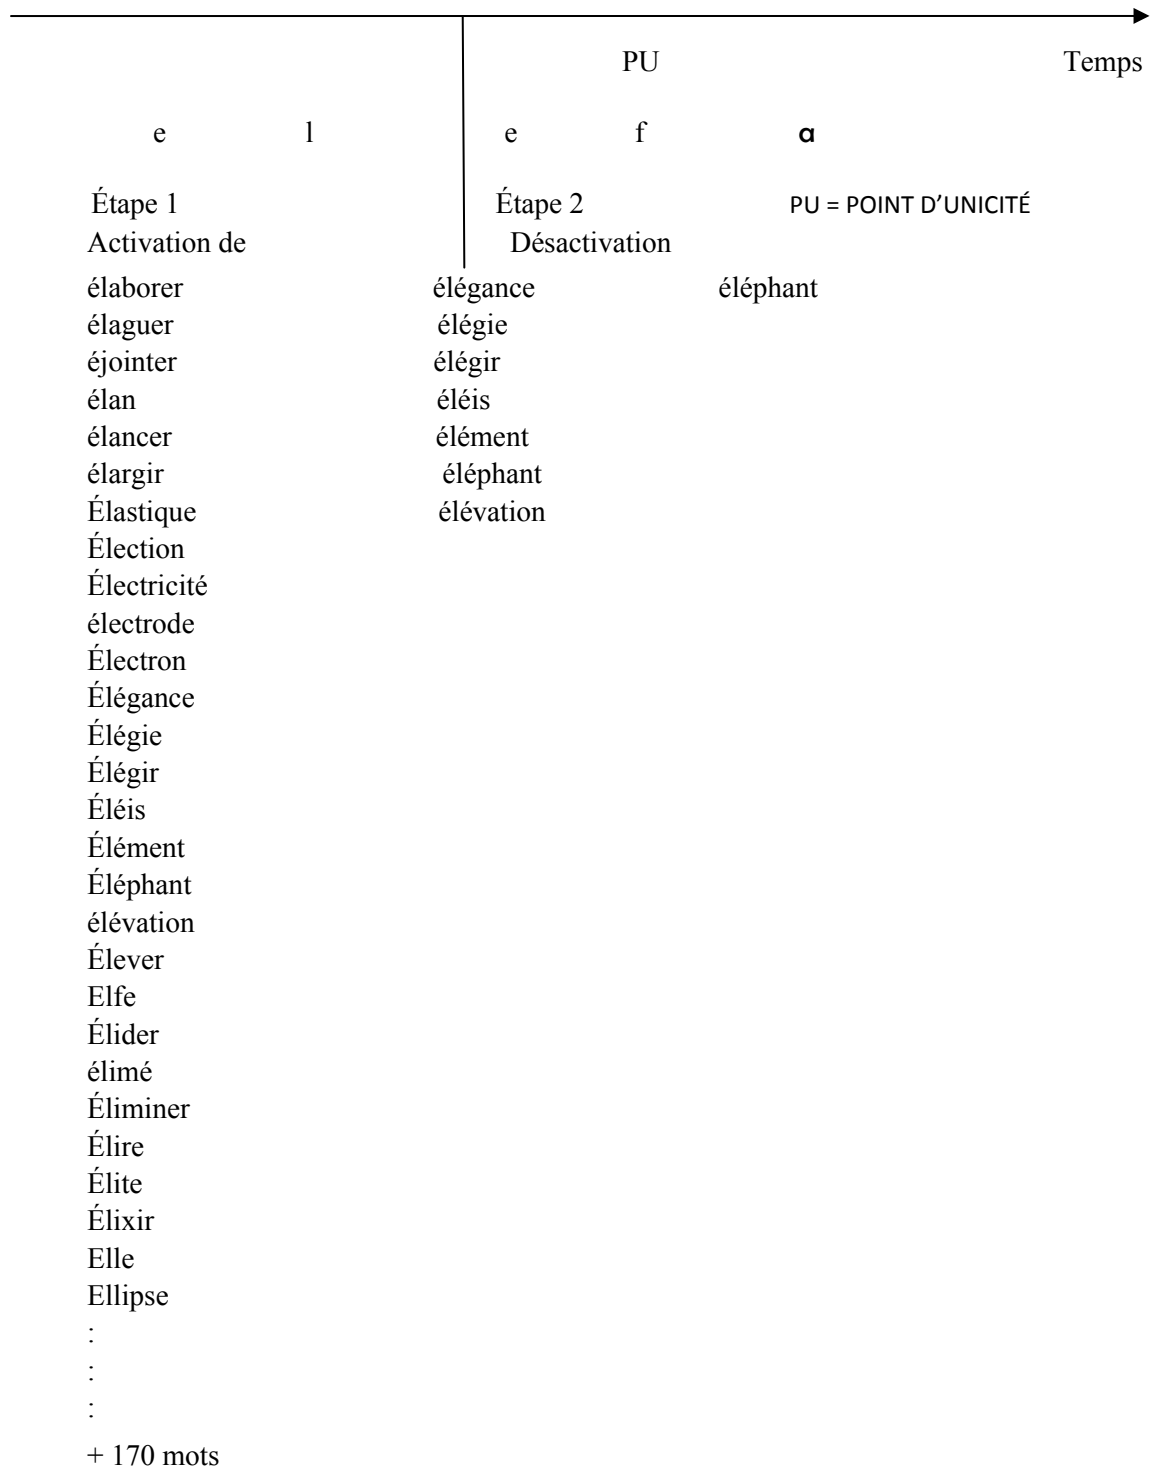 PU Temps
e l e f ɑ
Étape 1 Étape 2 PU = POINT D’UNICITÉ
Activation de Désactivation
élaborer élégance éléphant
élaguer élégie
éjointer élégir
élan éléis
élancer élément
élargir éléphant
Élastique élévation
Élection
Électricité
électrode
Électron
Élégance
Élégie
Élégir
Éléis
Élément
Éléphant
élévation
Élever
Elfe
Élider
élimé
Éliminer
Élire
Élite
Élixir
Elle
Ellipse
:
:
:
+ 170 mots